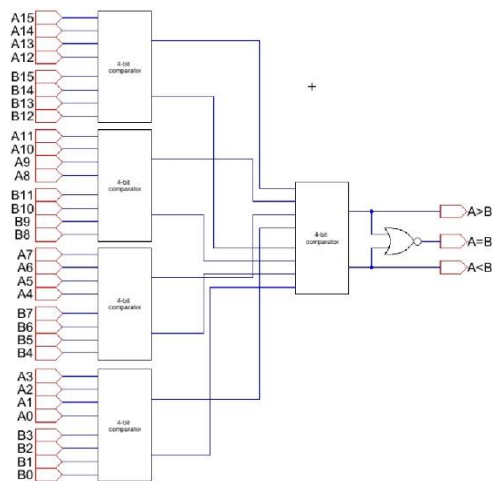 A15
A14
A13
A12
B15
B14
B13
B12
4-bit
comparator
A11
A10
A9
A8
B11
B10
B9
B8
4-bit
comparator
A7
A6
A5
A4
B7
B6
B5
B4
4-bit
comparator
A3
A2
A1
A0
B3
B2
B1
B0
4-bit
comparator
4-bit
comparator
A>B
A=B
A<B